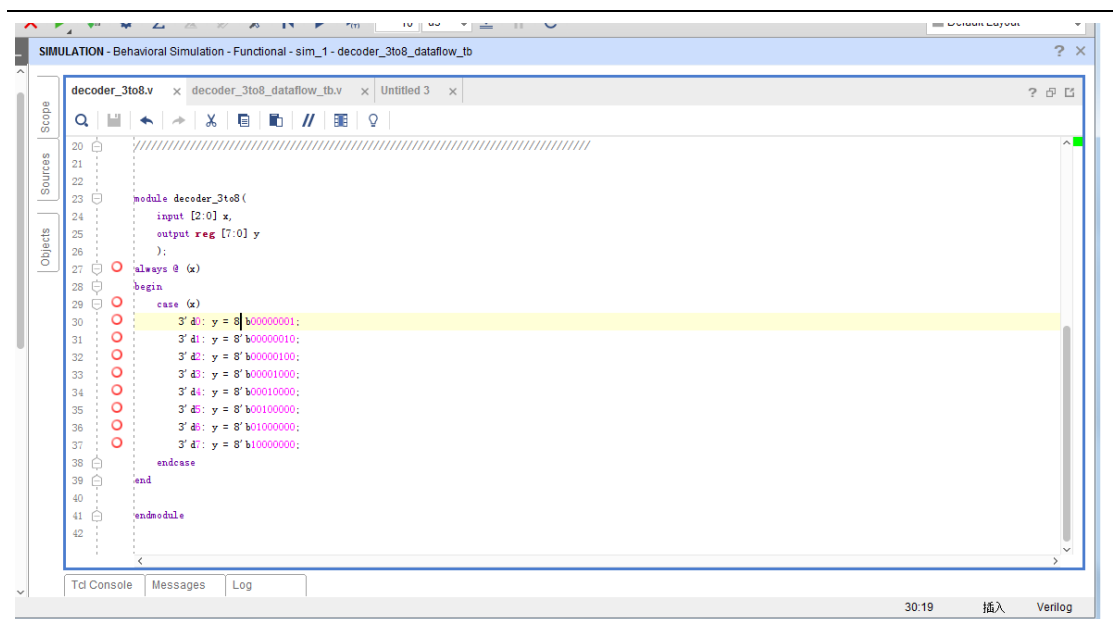 10 us Default Layout
SIMULATION - Behavioral Simulation - Functional - sim_1 - decoder_3to8_dataflow_tb ? ×
decoder_3to8.v × decoder_3to8_dataflow_tb.v × Untitled 3 × ?
Scope
Sources
Objects
20 ////////////////////////////////////////////////////////////////////////////////
21
22
23 module decoder_3to8(
24 input [2:0] x,
25 output reg [7:0] y
26 );
27 always @ (x)
28 begin
29 case (x)
30 3'd0: y = 8'b00000001;
31 3'd1: y = 8'b00000010;
32 3'd2: y = 8'b00000100;
33 3'd3: y = 8'b00001000;
34 3'd4: y = 8'b00010000;
35 3'd5: y = 8'b00100000;
36 3'd6: y = 8'b01000000;
37 3'd7: y = 8'b10000000;
38 endcase
39 end
40
41 endmodule
42
Tcl Console Messages Log
30:19 插入 Verilog